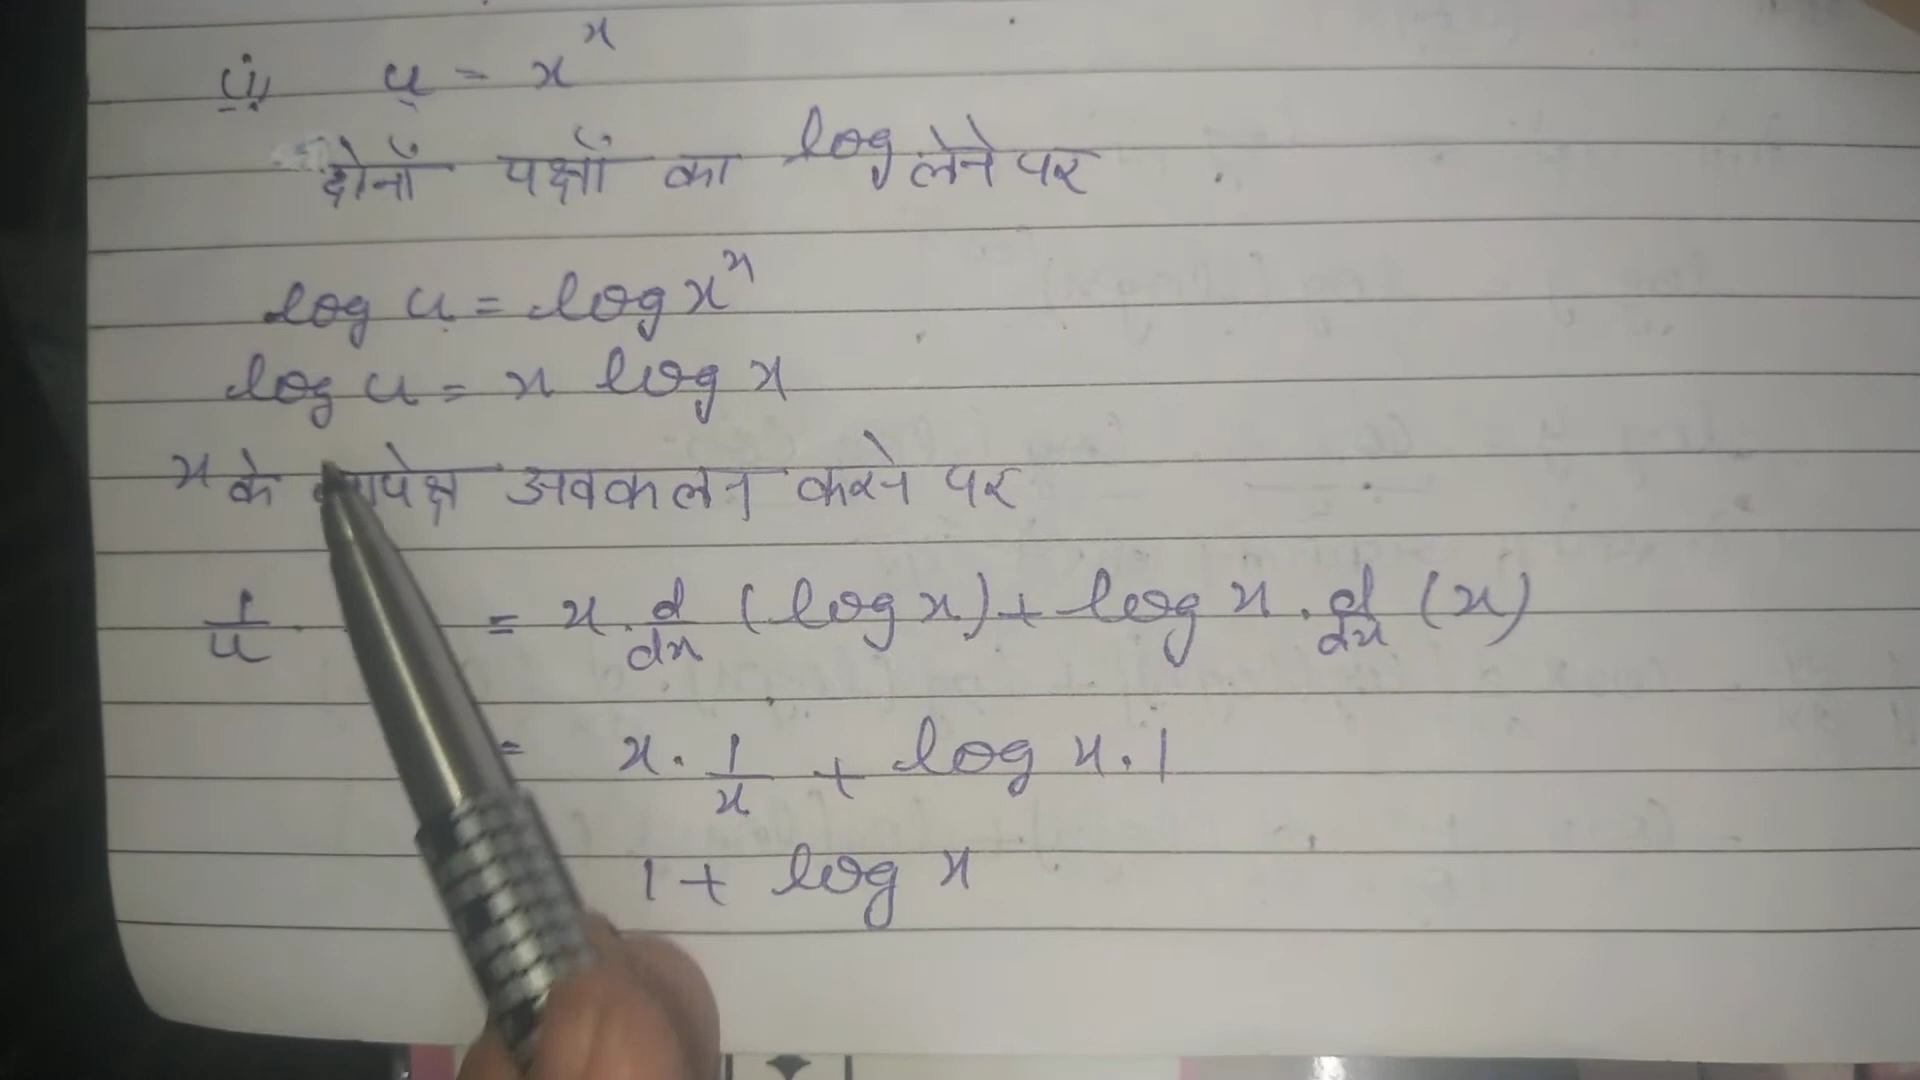 (i) u = x^x
दोनों पक्षों का log लेने पर
log u = log x^x
log u = x log x
x के अवकलन करने पर
1/u . = x . d/dx (log x) + log x . d/dx (x)
= x . 1/x + log x . 1
1 + log x